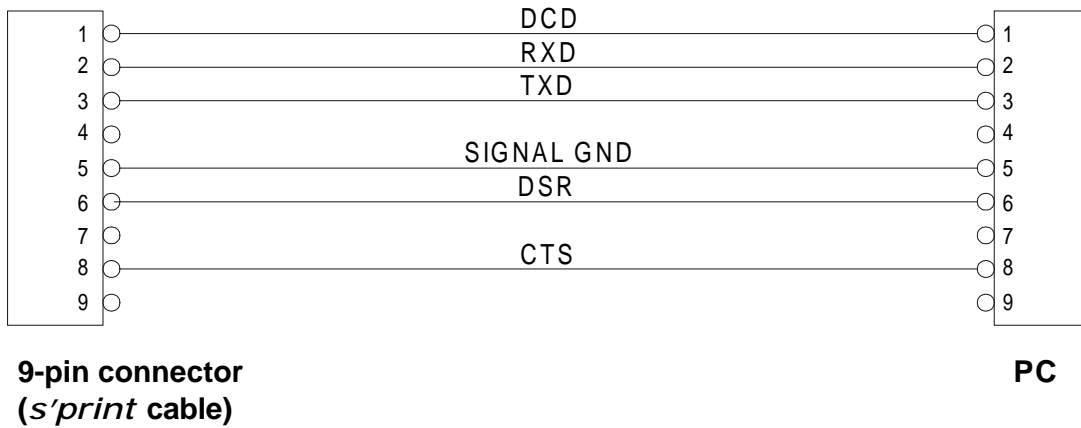 DCD
1 1
RXD
2 2
TXD
3 3
4 4
SIGNAL GND
5 5
DSR
6 6
7 7
CTS
8 8
9 9
9-pin connector PC
(s'print cable)